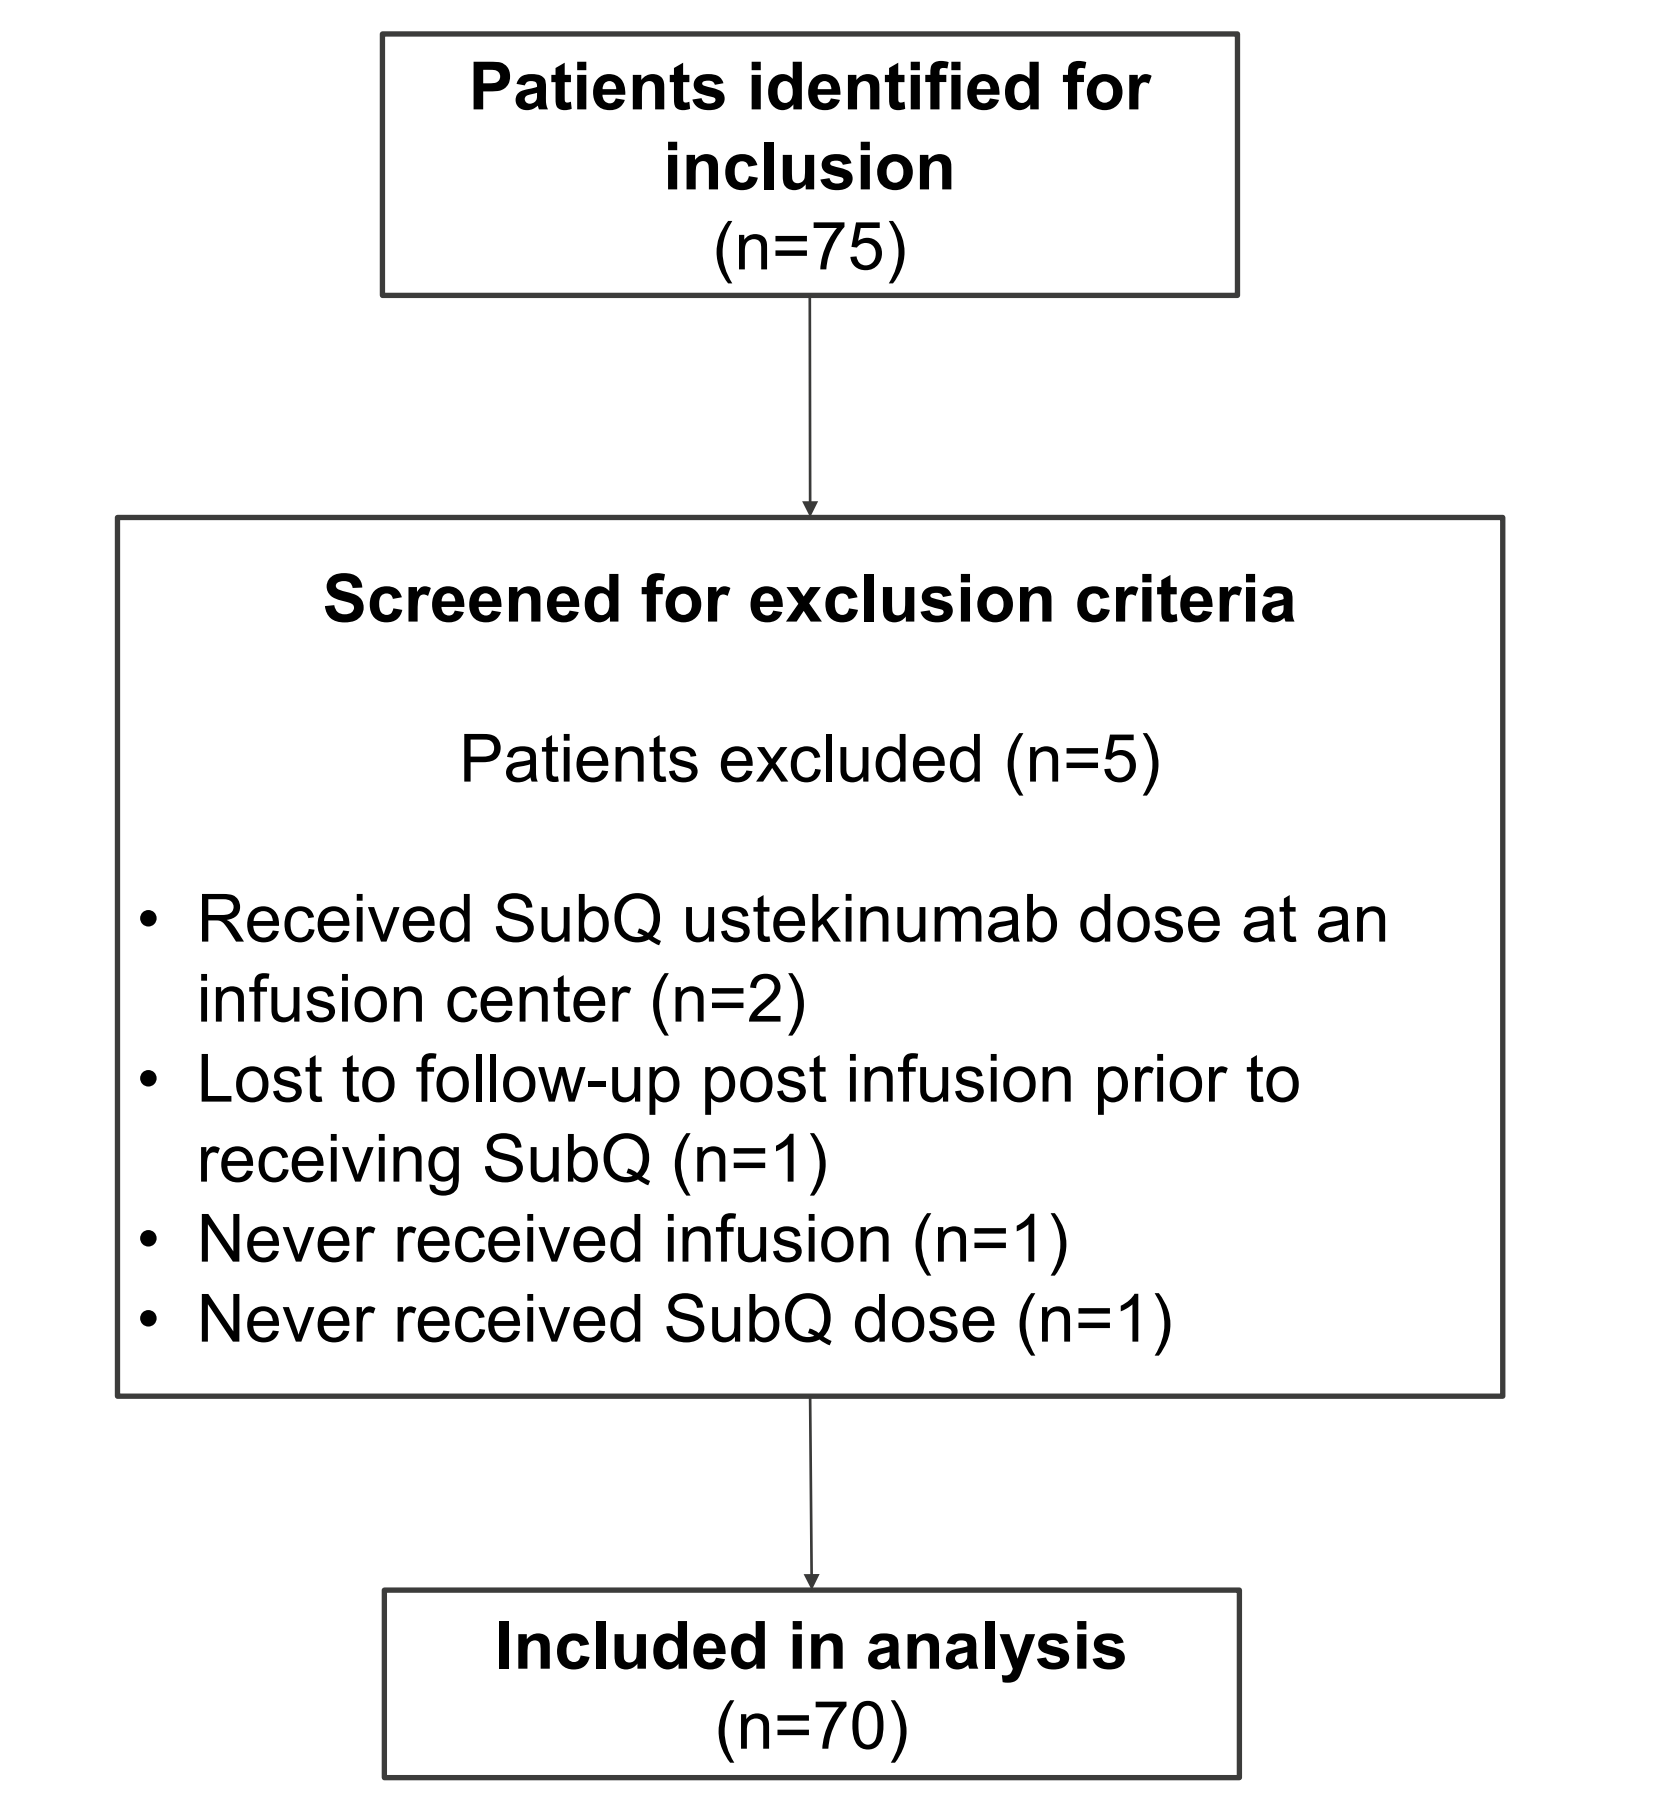 Patients identified for
inclusion
(n=75)
Screened for exclusion criteria
Patients excluded (n=5)
• Received SubQ ustekinumab dose at an
infusion center (n=2)
• Lost to follow-up post infusion prior to
receiving SubQ (n=1)
• Never received infusion (n=1)
• Never received SubQ dose (n=1)
Included in analysis
(n=70)